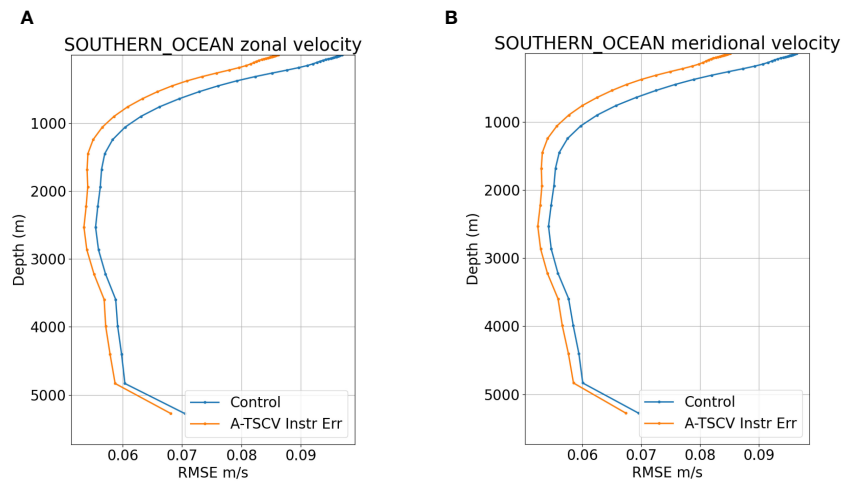 A
SOUTHERN_OCEAN zonal velocity
1000
2000
3000
4000
5000
Depth (m)
0.06 0.07 0.08 0.09
RMSE m/s
Control
A-TSCV Instr Err
B
SOUTHERN_OCEAN meridional velocity
1000
2000
3000
4000
5000
Depth (m)
0.06 0.07 0.08 0.09
RMSE m/s
Control
A-TSCV Instr Err